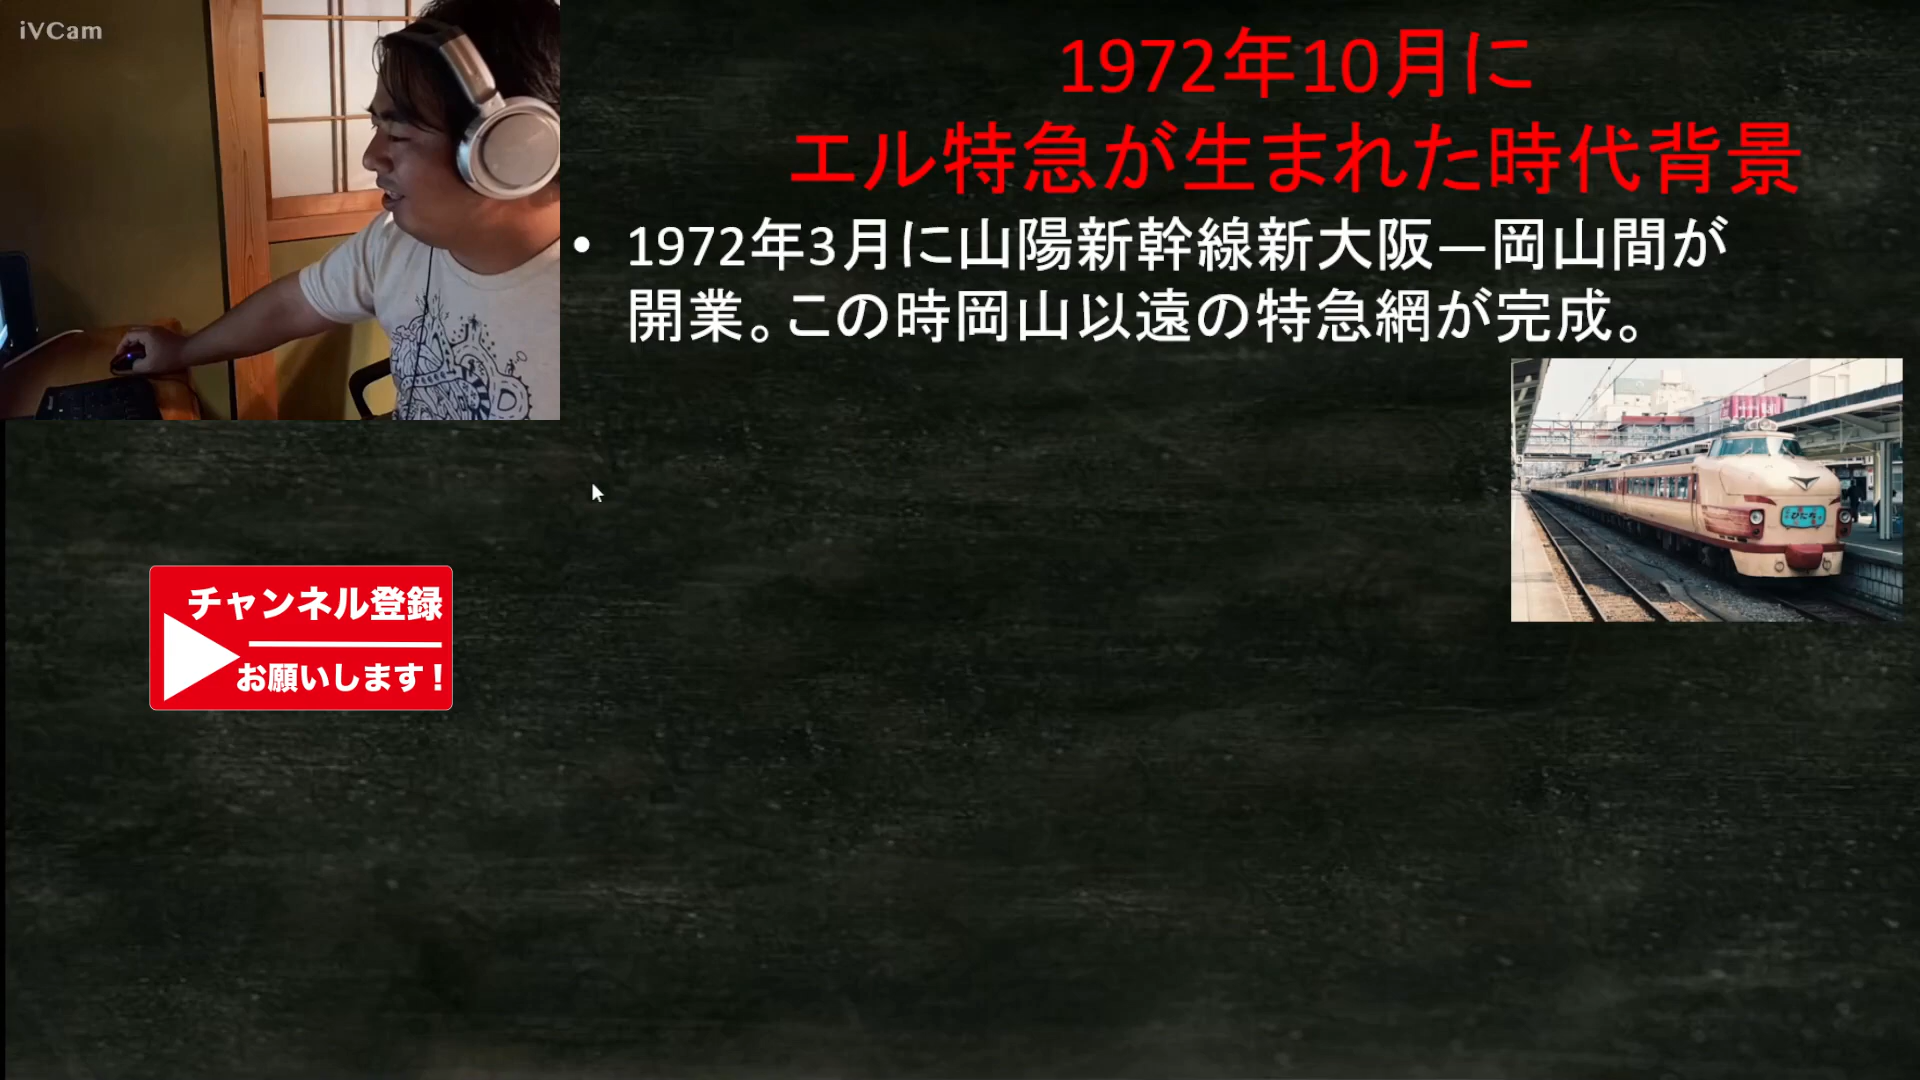 iVCam
1972年10月に
エル特急が生まれた時代背景
• 1972年3月に山陽新幹線新大阪―岡山間が
開業。この時岡山以遠の特急網が完成。
チャンネル登録
お願いします!